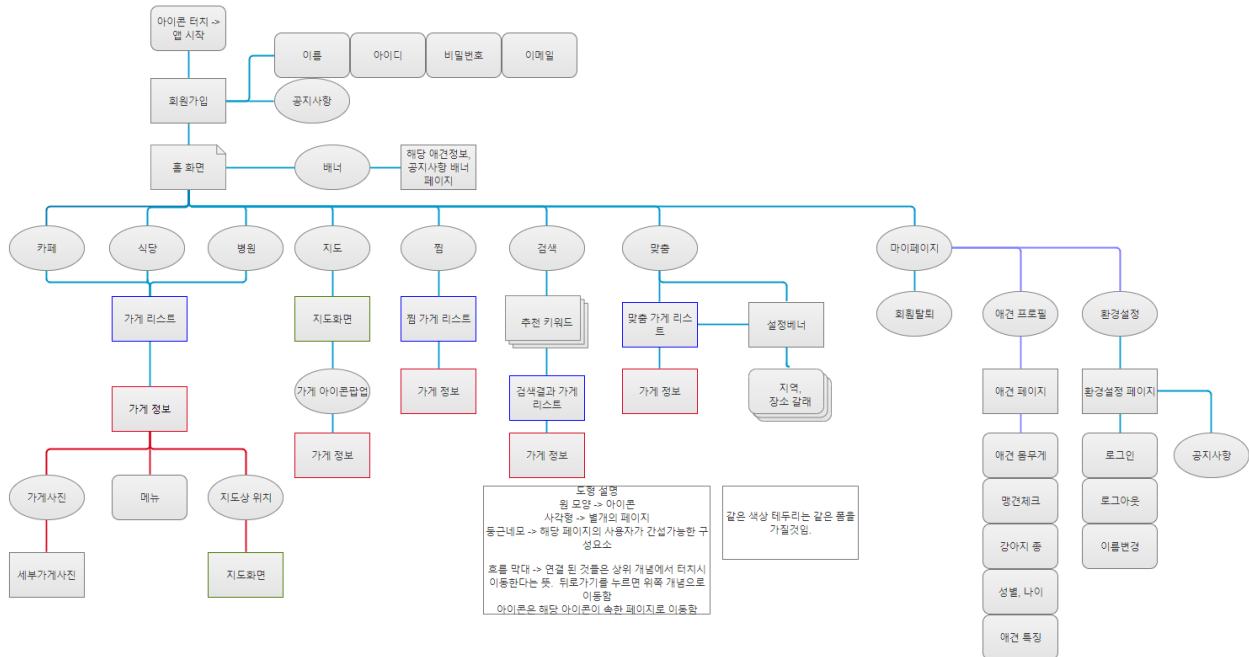 아이콘 터치 ->
앱 시작
이름
아이디
비밀번호
이메일
회원가입
공지사항
홈 화면
배너
해당 애견정보,
공지사항 배너
페이지
카페
식당
병원
지도
찜
검색
맞춤
마이페이지
가게 리스트
지도화면
찜 가게 리스트
추천 키워드
맞춤 가게 리스
트
설정베너
회훤탈퇴
애견 프로필
환경설정
가게 정보
가게 아이콘팝업
가게 정보
검색결과 가게
리스트
가게 정보
지역,
장소 갈래
애견 페이지
환경설정 페이지
가게 정보
가게 정보
애견 몸무게
로그인
공지사항
가게사진
메뉴
지도상 위치
맹견체크
로그아웃
도형 설명
원 모양 -> 아이콘
사각형 -> 별개의 페이지
둥근네모 -> 해당 페이지의 사용자가 간섭가능한 구
성요소
흐름 막대 -> 연결 된 것들은 상위 개념에서 터치시
이동한다는 뜻. 뒤로가기를 누르면 위쪽 개념으로
이동함
아이콘은 해당 아이콘이 속한 페이지로 이동함
같은 색상 테두리는 같은 폼을
가질것임.
강아지 종
이름변경
세부가게사진
지도화면
성별, 나이
애견 특징